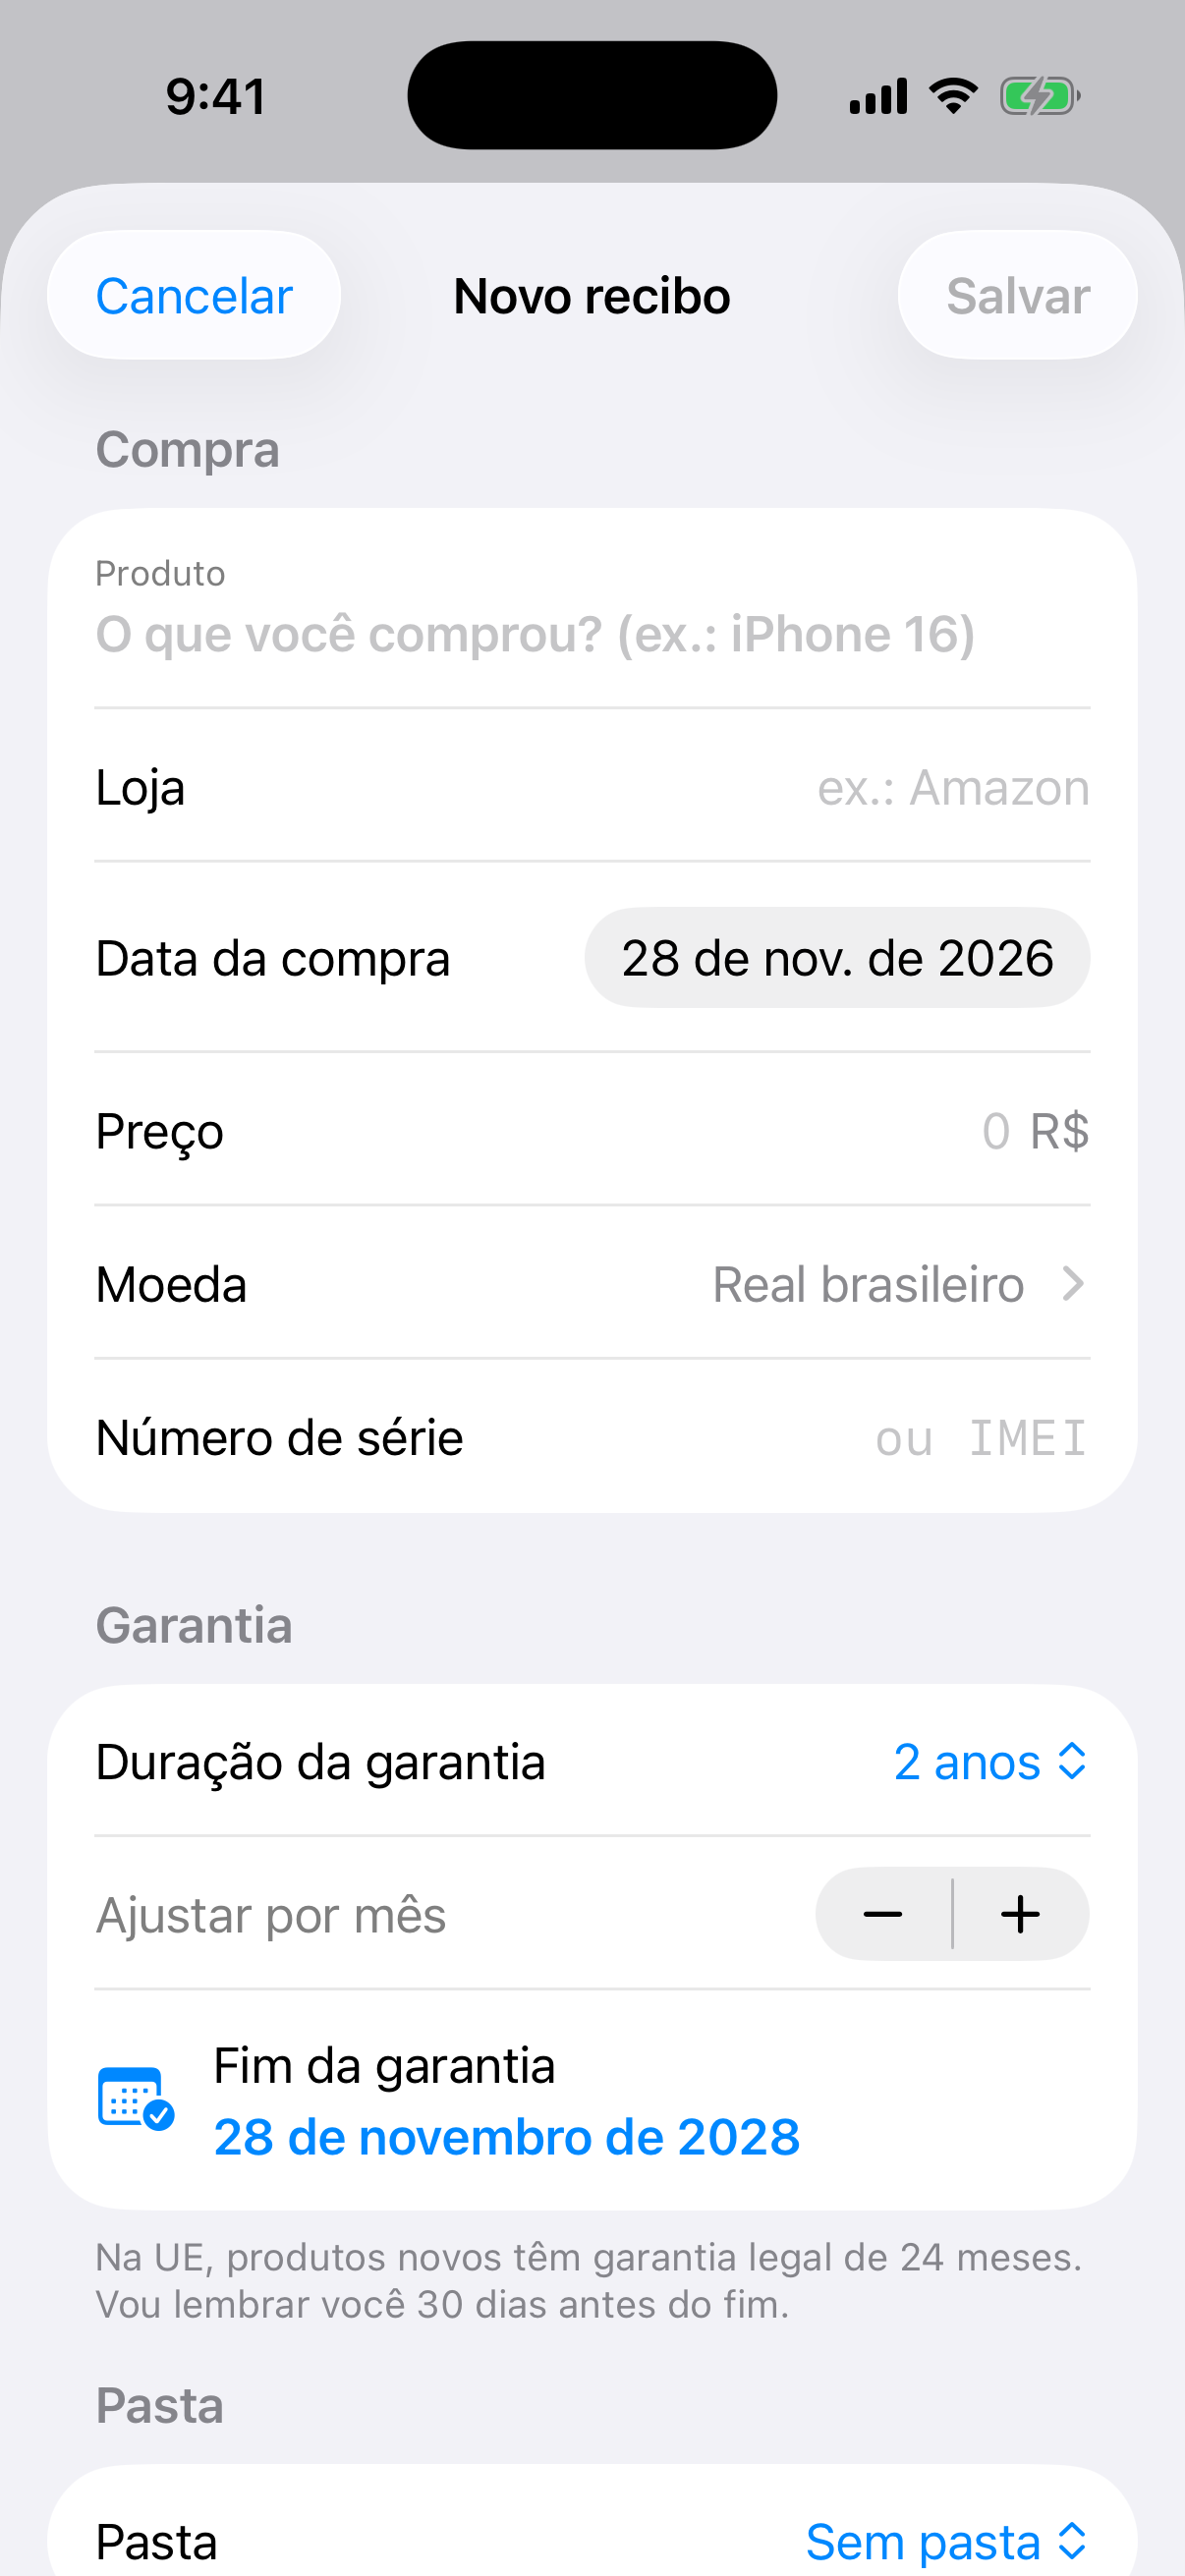 9:41
Cancelar
Novo recibo
Salvar
Compra
Produto
O que você comprou? (ex.: iPhone 16)
Loja
ex.: Amazon
Data da compra
28 de nov. de 2026
Preço
0 R$
Moeda
Real brasileiro
Número de série
ou IMEI
Garantia
Duração da garantia
2 anos
Ajustar por mês
Fim da garantia
28 de novembro de 2028
Na UE, produtos novos têm garantia legal de 24 meses.
Vou lembrar você 30 dias antes do fim.
Pasta
Pasta
Sem pasta